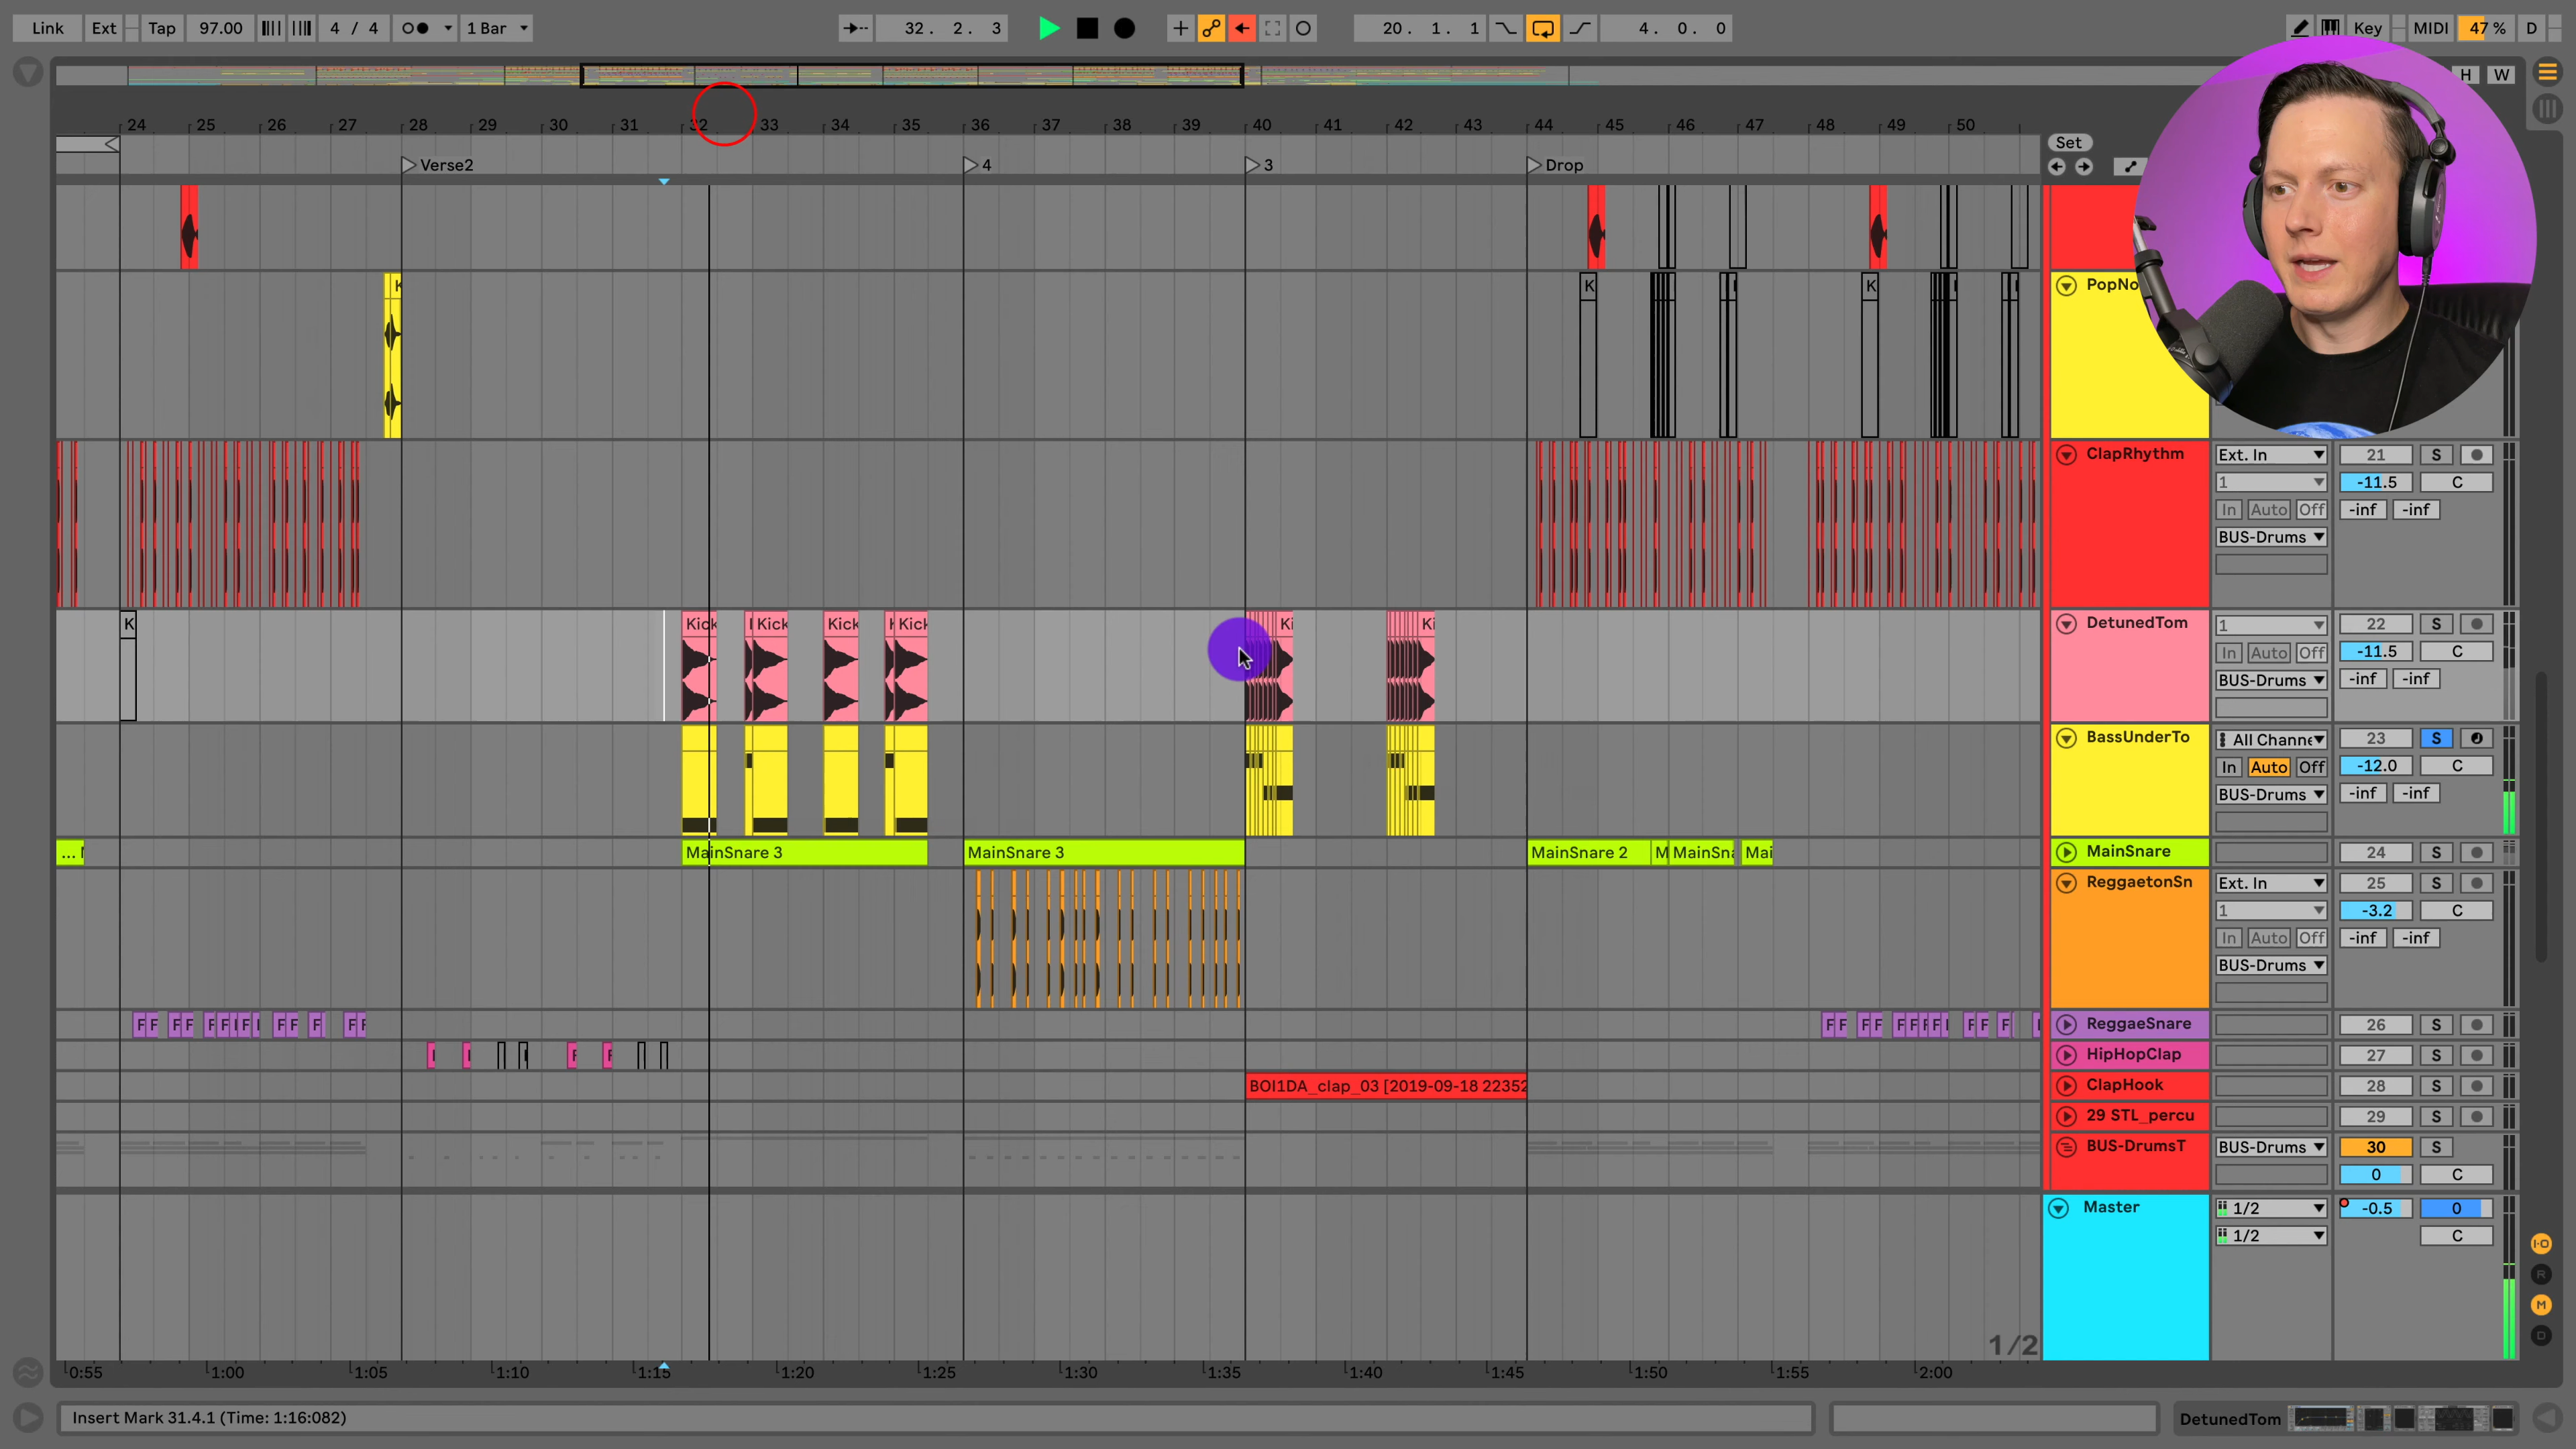 Link Ext Tap 97.00 4 / 4 1 Bar 32. 2. 3 20. 1. 1 4. 0. 0 Key MIDI 47 % D
H W
24 25 26 27 28 29 30 31 32 33 34 35 36 37 38 39 40 41 42 43 44 45 46 47 48 49 50
Set
Verse2 4 3 Drop
K K K PopNo
ClapRhythm Ext. In 21 S
1 -11.5 C
In Auto Off -inf -inf
BUS-Drums
K Kick Kick Kick Kick Ki Ki DetunedTom 1 22 S
In Auto Off -11.5 C
BUS-Drums -inf -inf
BassUnderTo All Channe 23 S
In Auto Off -12.0 C
BUS-Drums -inf -inf
... MainSnare 3 MainSnare 3 MainSnare 2 M MainSna Mai MainSnare 24 S
ReggaetonSn Ext. In 25 S
1 -3.2 C
In Auto Off -inf -inf
BUS-Drums
F F F F F F F F F F F F F F F F F F F F F F F ReggaeSnare 26 S
F F HipHopClap 27 S
BOI1DA_clap_03 [2019-09-18 22352 ClapHook 28 S
29 STL_percu 29 S
BUS-DrumsT BUS-Drums 30 S
0 C
Master 1/2 -0.5 0
1/2 C
1/2
0:55 1:00 1:05 1:10 1:15 1:20 1:25 1:30 1:35 1:40 1:45 1:50 1:55 2:00
I·O
R
M
D
Insert Mark 31.4.1 (Time: 1:16:082) DetunedTom